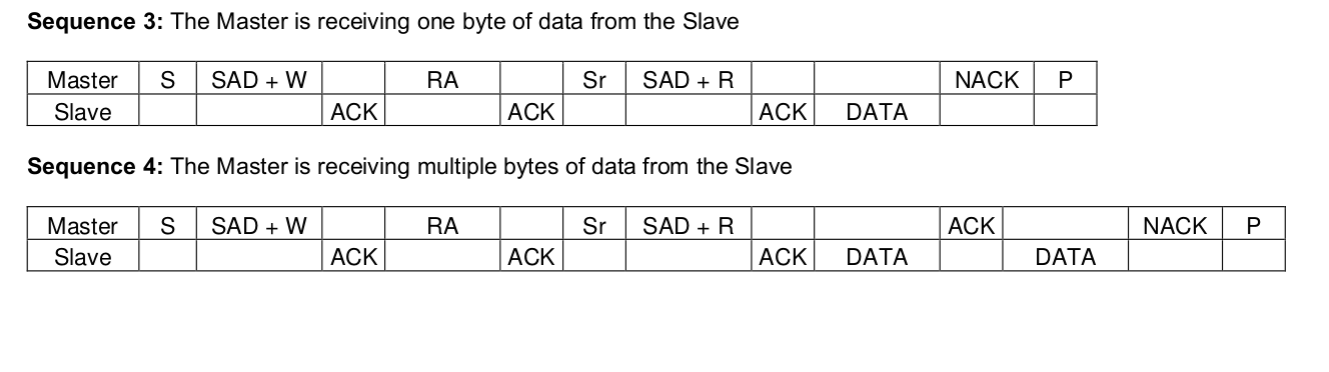 Sequence 3: The Master is receiving one byte of data from the Slave
Master S SAD + W RA Sr SAD + R NACK P
Slave ACK ACK ACK DATA
Sequence 4: The Master is receiving multiple bytes of data from the Slave
Master S SAD + W RA Sr SAD + R ACK NACK P
Slave ACK ACK ACK DATA DATA